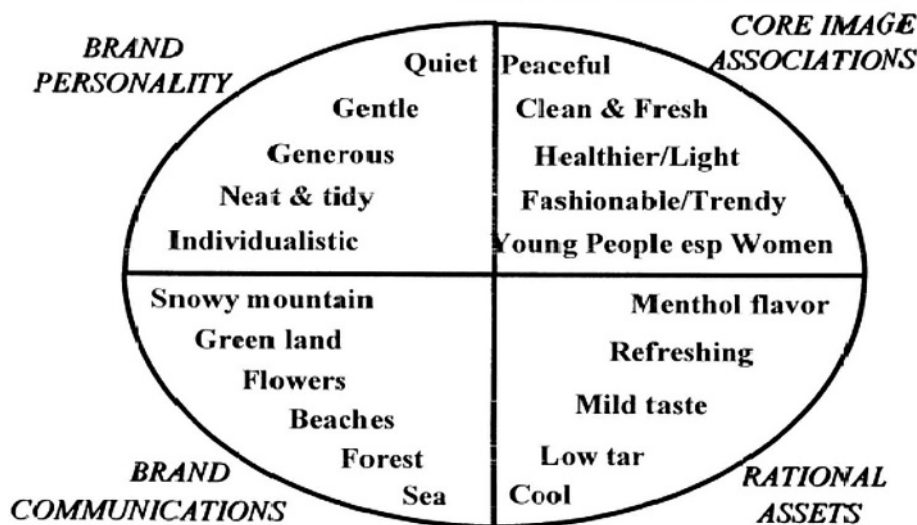 BRAND
PERSONALITY
CORE IMAGE
ASSOCIATIONS
Quiet
Gentle
Generous
Neat & tidy
Individualistic
Peaceful
Clean & Fresh
Healthier/Light
Fashionable/Trendy
Young People esp Women
Snowy mountain
Green land
Flowers
Beaches
Forest
Sea
Menthol flavor
Refreshing
Mild taste
Low tar
Cool
BRAND
COMMUNICATIONS
RATIONAL
ASSETS